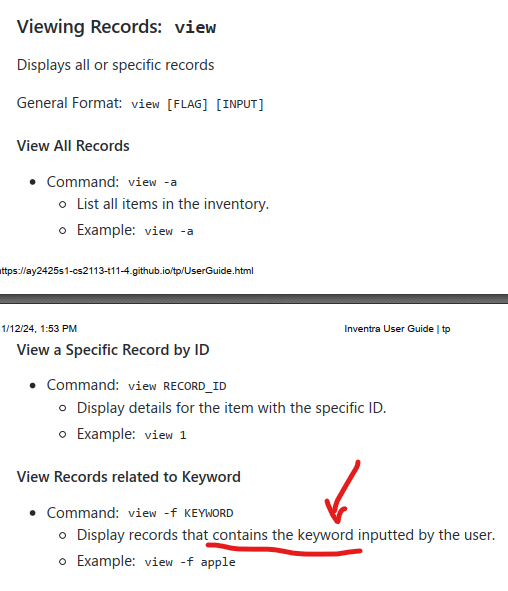 Viewing Records: view
Displays all or specific records
General Format: view [FLAG] [INPUT]
View All Records
Command: view -a
List all items in the inventory.
Example: view -a
https://ay2425s1-cs2113-t11-4.github.io/tp/UserGuide.html
1/12/24, 1:53 PM Inventra User Guide | tp
View a Specific Record by ID
Command: view RECORD_ID
Display details for the item with the specific ID.
Example: view 1
View Records related to Keyword
Command: view -f KEYWORD
Display records that contains the keyword inputted by the user.
Example: view -f apple